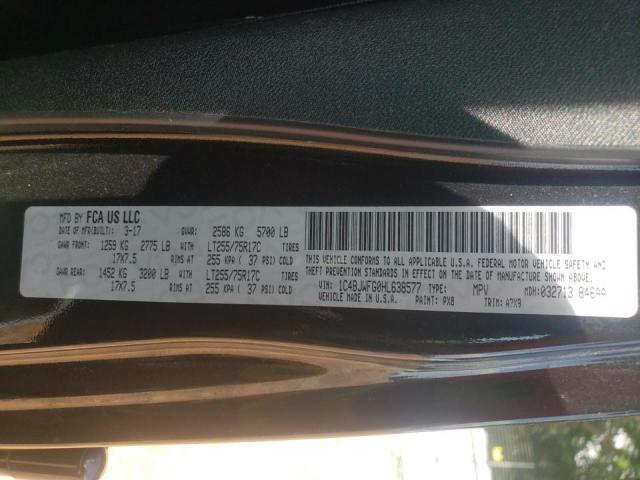 MFD BY FCA US LLC
DATE OF MFR(BUILT): 3-17 GVWR: 2586 KG 5700 LB
GAWR FRONT: 1259 KG 2775 LB WITH LT255/75R17C TIRES
17X7.5 RIMS AT 255 KPA ( 37 PSI) COLD
GAWR REAR: 1452 KG 3200 LB WITH LT255/75R17C TIRES
17X7.5 RIMS AT 255 KPA ( 37 PSI) COLD
THIS VEHICLE CONFORMS TO ALL APPLICABLE U.S.A. FEDERAL MOTOR VEHICLE SAFETY AND
THEFT PREVENTION STANDARDS IN EFFECT ON THE DATE OF MANUFACTURE SHOWN ABOVE.
VIN: 1C4BJWFG0HL638577 TYPE: MPV MDH:032713 846
VEHICLE MADE IN U.S.A. PAINT: PX8 TRIM: A7X9